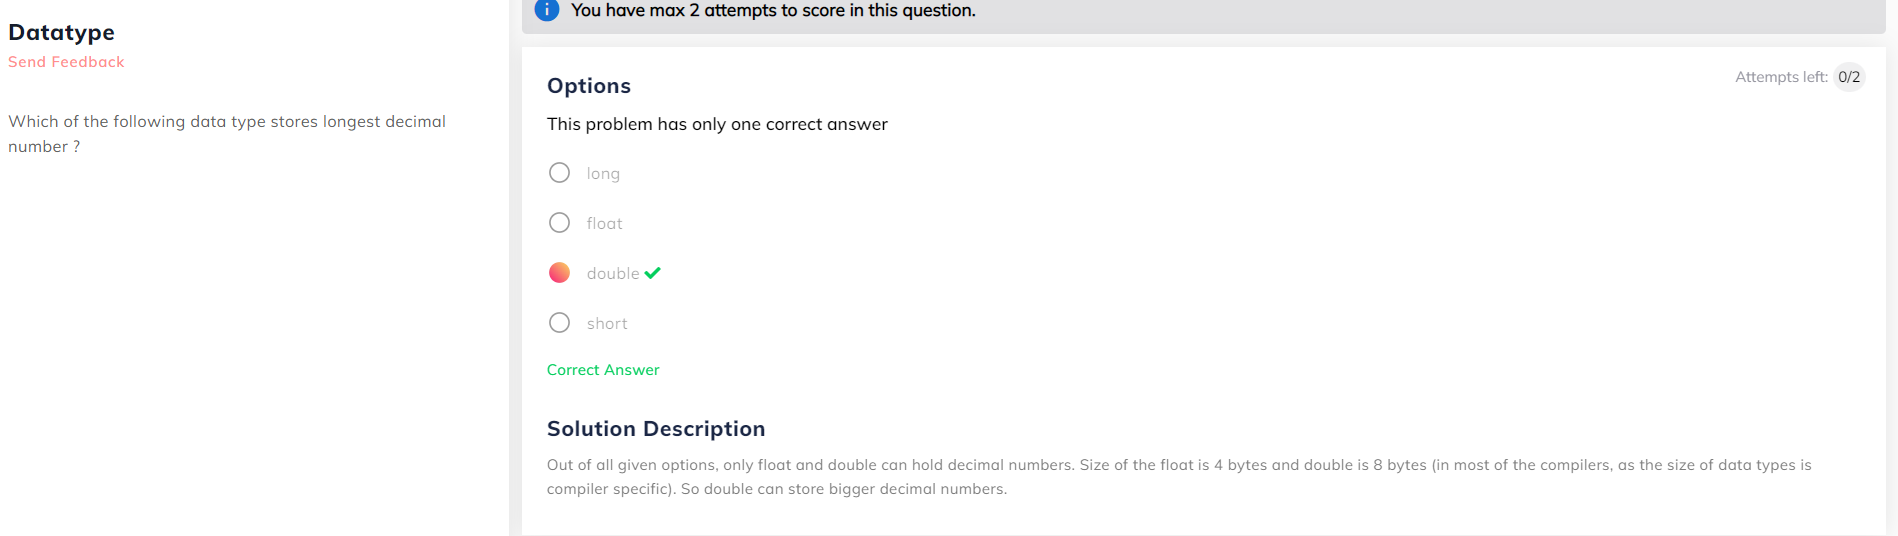 Datatype
Send Feedback
Which of the following data type stores longest decimal
number ?
You have max 2 attempts to score in this question.
Options
Attempts left: 0/2
This problem has only one correct answer
long
float
double
short
Correct Answer
Solution Description
Out of all given options, only float and double can hold decimal numbers. Size of the float is 4 bytes and double is 8 bytes (in most of the compilers, as the size of data types is
compiler specific). So double can store bigger decimal numbers.